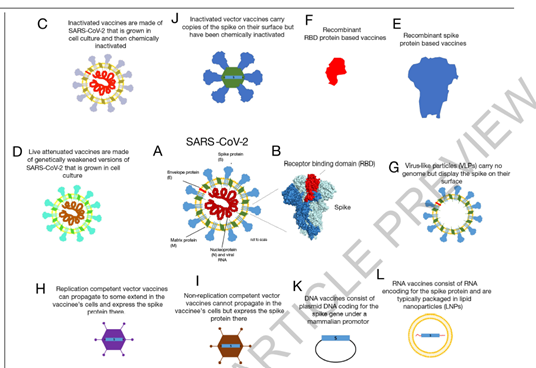 C
Inactivated vaccines are made of
SARS-CoV-2 that is grown in
cell culture and then chemically
inactivated
J
Inactivated vector vaccines carry
copies of the spike on their surface but
have been chemically inactivated
F
Recombinant
RBD protein based vaccines
E
Recombinant spike
protein based vaccines
D
Live attenuated vaccines are made
of genetically weakened versions of
SARS-CoV-2 that is grown in cell
culture
A
SARS-CoV-2
Spike protein
(S)
Envelope protein
(E)
Matrix protein
(M)
Nucleoprotein
(N) and viral
RNA
not to scale
B
Receptor binding domain (RBD)
Spike
G
Virus-like particles (VLPs) carry no
genome but display the spike on their
surface
H
Replication competent vector vaccines
can propagate to some extend in the
vaccinee's cells and express the spike
protein there
I
Non-replication competent vector
vaccines cannot propagate in the
vaccinee's cells but express the spike
protein there
K
DNA vaccines consist of
plasmid DNA coding for the
spike gene under a
mammalian promotor
L
RNA vaccines consist of RNA
encoding for the spike protein and are
typically packaged in lipid
nanoparticles (LNPs)
ARTICLE PREVIEW